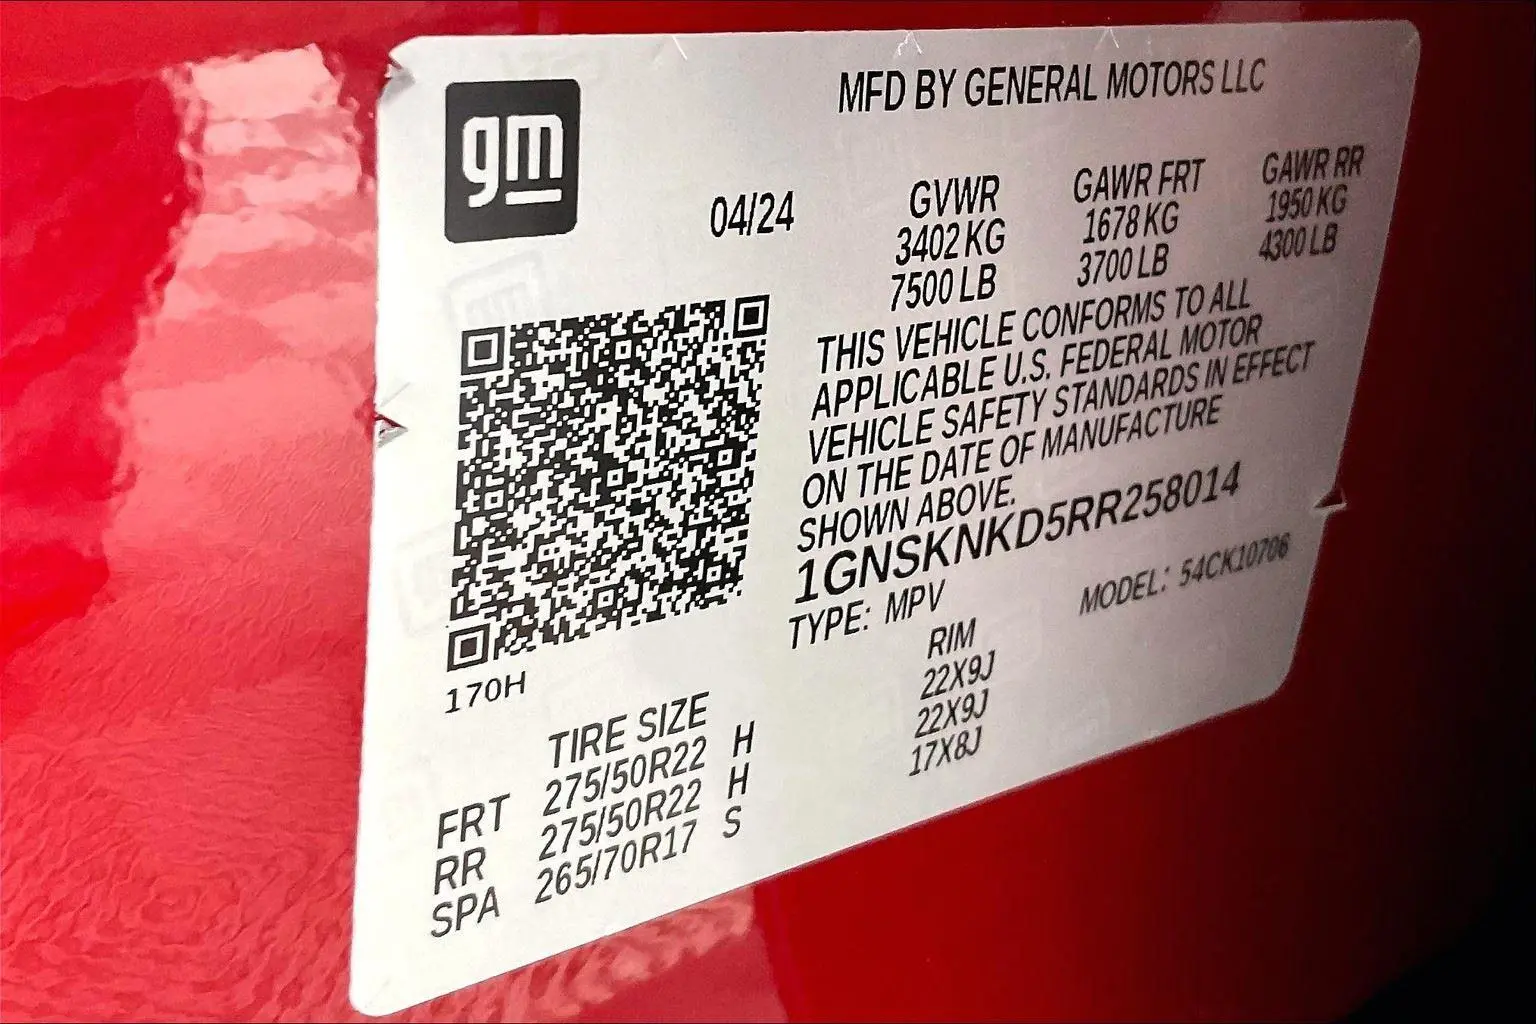 gm
MFD BY GENERAL MOTORS LLC
04/24
GVWR GAWR FRT GAWR RR
3402 KG 1678 KG 1950 KG
7500 LB 3700 LB 4300 LB
THIS VEHICLE CONFORMS TO ALL
APPLICABLE U.S. FEDERAL MOTOR
VEHICLE SAFETY STANDARDS IN EFFECT
ON THE DATE OF MANUFACTURE
SHOWN ABOVE.
1GNSKNKD5RR258014
TYPE: MPV MODEL: 54CK10706
170H
TIRE SIZE RIM
FRT 275/50R22 H 22X9J
RR 275/50R22 H 22X9J
SPA 265/70R17 S 17X8J